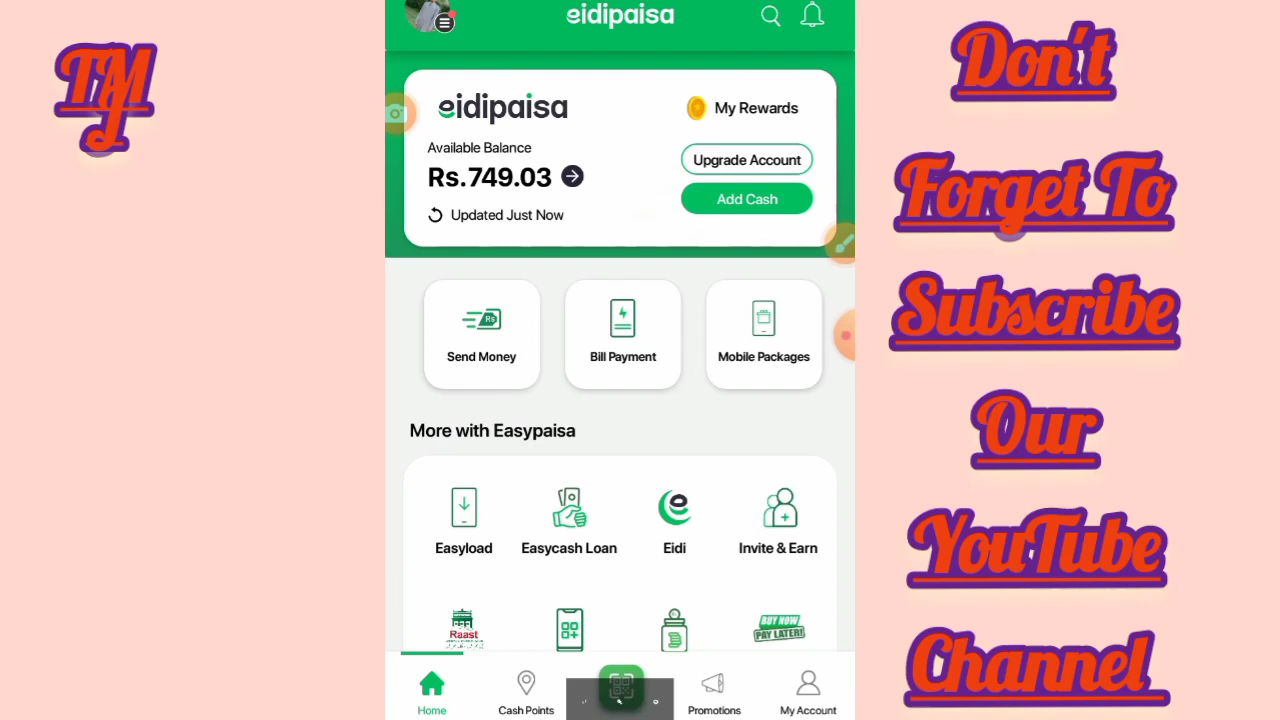 TM
J
eidipaisa
eidipaisa
My Rewards
Available Balance
Upgrade Account
Rs.749.03
Add Cash
Updated Just Now
Rs
Send Money
Bill Payment
Mobile Packages
More with Easypaisa
Easyload
Easycash Loan
Eidi
Invite & Earn
Raast
BUY NOW
PAY LATER!
Home
Cash Points
Promotions
My Account
Don't
Forget To
Subscribe
Our
YouTube
Channel